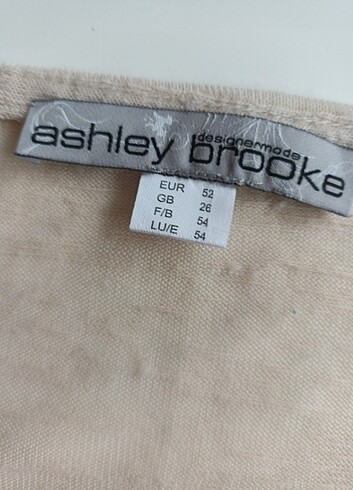 designermode
ashley brooke
EUR 52
GB 26
F/B 54
LU/E 54